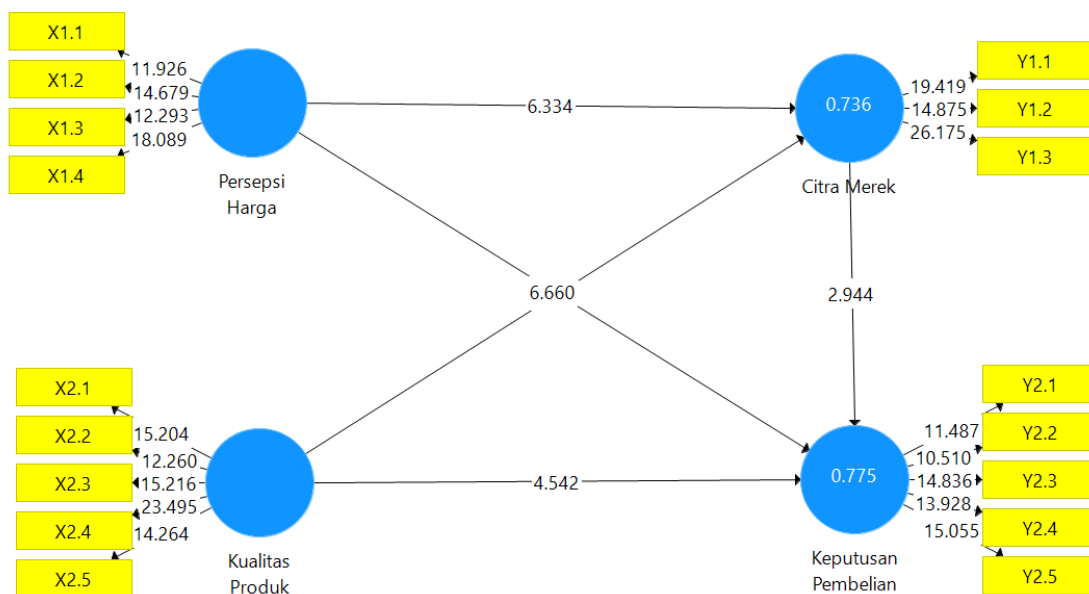 X1.1
X1.2
X1.3
X1.4
11.926
14.679
12.293
18.089
Persepsi
Harga
6.334
0.736
Citra Merek
19.419
14.875
26.175
Y1.1
Y1.2
Y1.3
6.660
2.944
X2.1
X2.2
X2.3
X2.4
X2.5
15.204
12.260
15.216
23.495
14.264
Kualitas
Produk
4.542
0.775
Keputusan
Pembelian
11.487
10.510
14.836
13.928
15.055
Y2.1
Y2.2
Y2.3
Y2.4
Y2.5